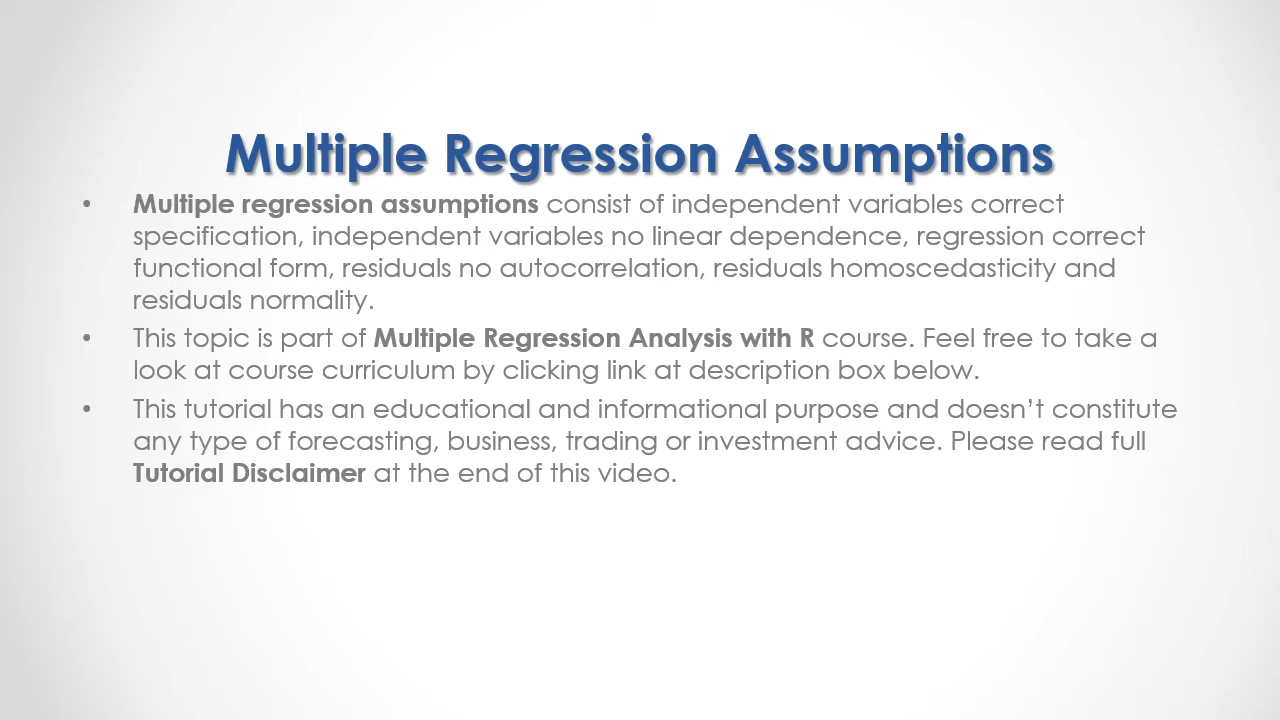 Multiple Regression Assumptions
• Multiple regression assumptions consist of independent variables correct
specification, independent variables no linear dependence, regression correct
functional form, residuals no autocorrelation, residuals homoscedasticity and
residuals normality.
• This topic is part of Multiple Regression Analysis with R course. Feel free to take a
look at course curriculum by clicking link at description box below.
• This tutorial has an educational and informational purpose and doesn’t constitute
any type of forecasting, business, trading or investment advice. Please read full
Tutorial Disclaimer at the end of this video.